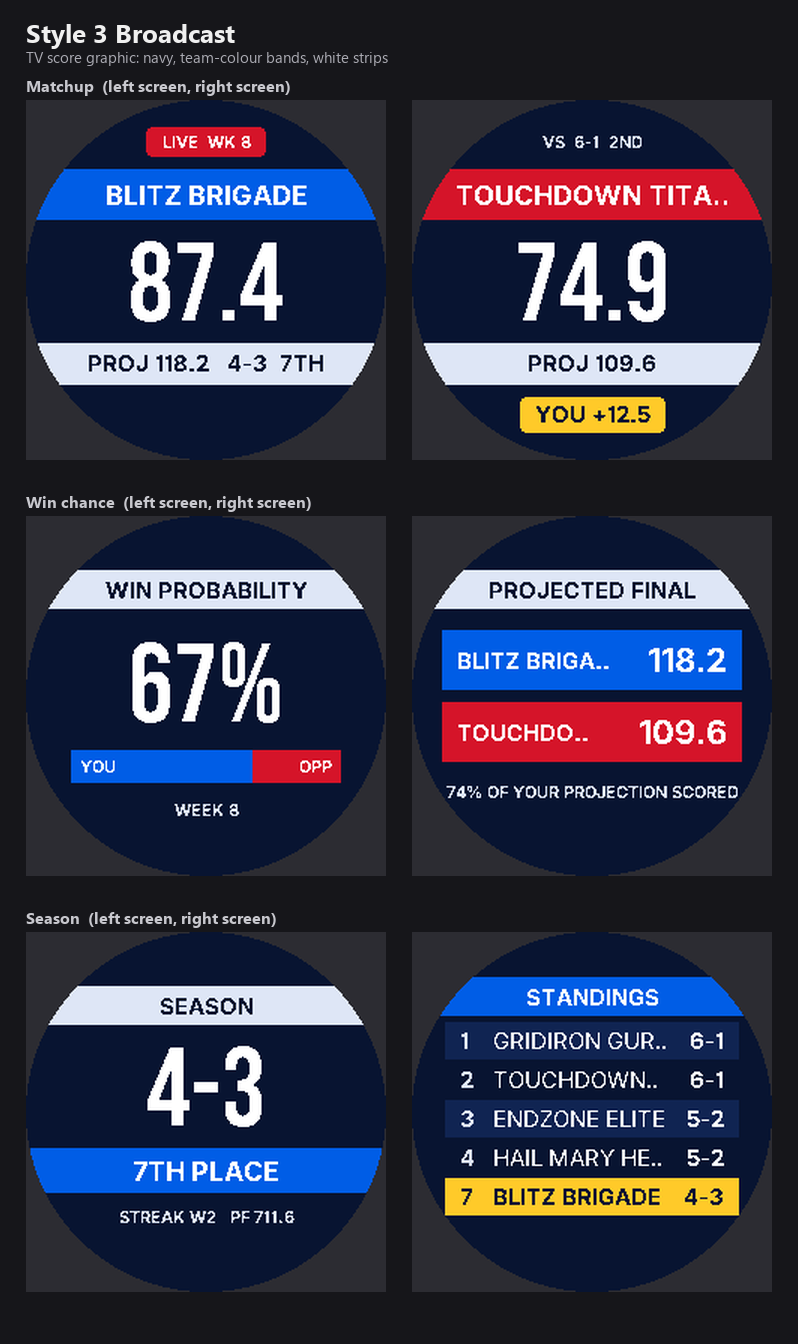 Style 3 Broadcast
TV score graphic: navy, team-colour bands, white strips
Matchup (left screen, right screen)
LIVE WK 8
BLITZ BRIGADE
87.4
PROJ 118.2 4-3 7TH
VS 6-1 2ND
TOUCHDOWN TITA..
74.9
PROJ 109.6
YOU +12.5
Win chance (left screen, right screen)
WIN PROBABILITY
67%
YOU OPP
WEEK 8
PROJECTED FINAL
BLITZ BRIGA.. 118.2
TOUCHDO.. 109.6
74% OF YOUR PROJECTION SCORED
Season (left screen, right screen)
SEASON
4-3
7TH PLACE
STREAK W2 PF 711.6
STANDINGS
1 GRIDIRON GUR.. 6-1
2 TOUCHDOWN.. 6-1
3 ENDZONE ELITE 5-2
4 HAIL MARY HE.. 5-2
7 BLITZ BRIGADE 4-3